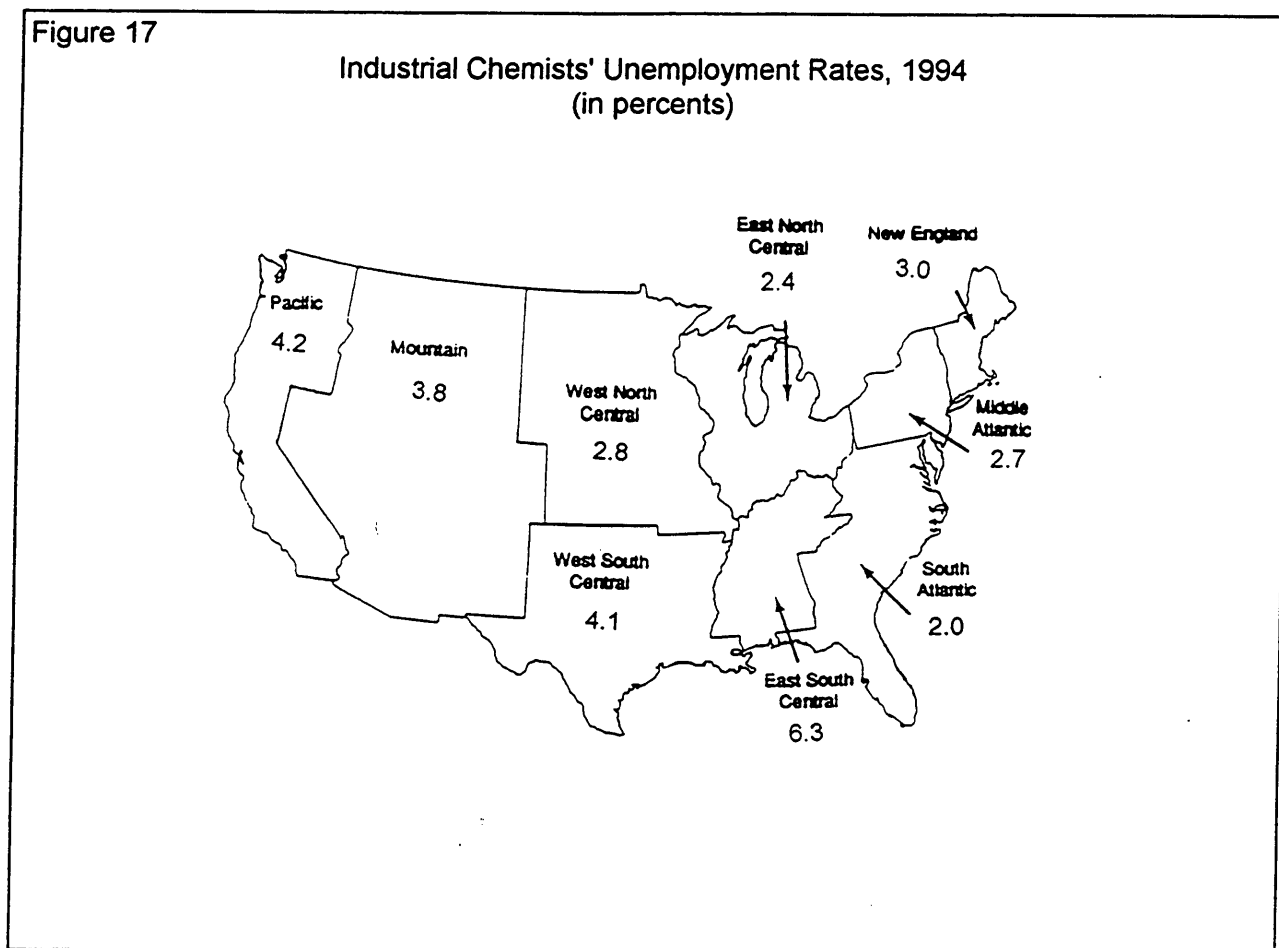 Figure 17
Industrial Chemists' Unemployment Rates, 1994
(in percents)
East North
Central
2.4
New England
3.0
Pacific
4.2
Mountain
3.8
West North
Central
2.8
Middle
Atlantic
2.7
West South
Central
4.1
South
Atlantic
2.0
East South
Central
6.3